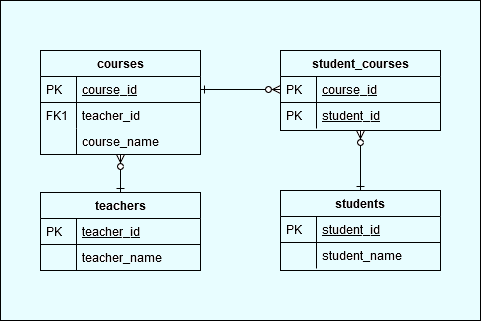 courses
PK course_id
FK1 teacher_id
course_name
student_courses
PK course_id
PK student_id
teachers
PK teacher_id
teacher_name
students
PK student_id
student_name